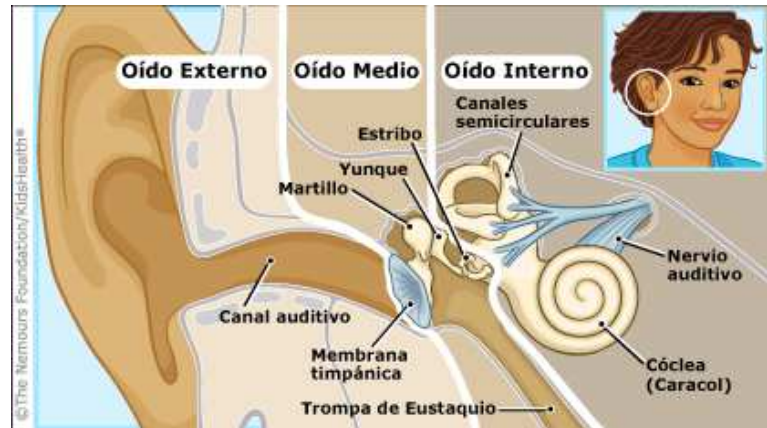 Oído Externo
Oído Medio
Oído Interno
Canales
semicirculares
Estribo
Yunque
Martillo
Nervio
auditivo
Canal auditivo
Membrana
timpánica
Cóclea
(Caracol)
Trompa de Eustaquio
©The Nemours Foundation/KidsHealth®